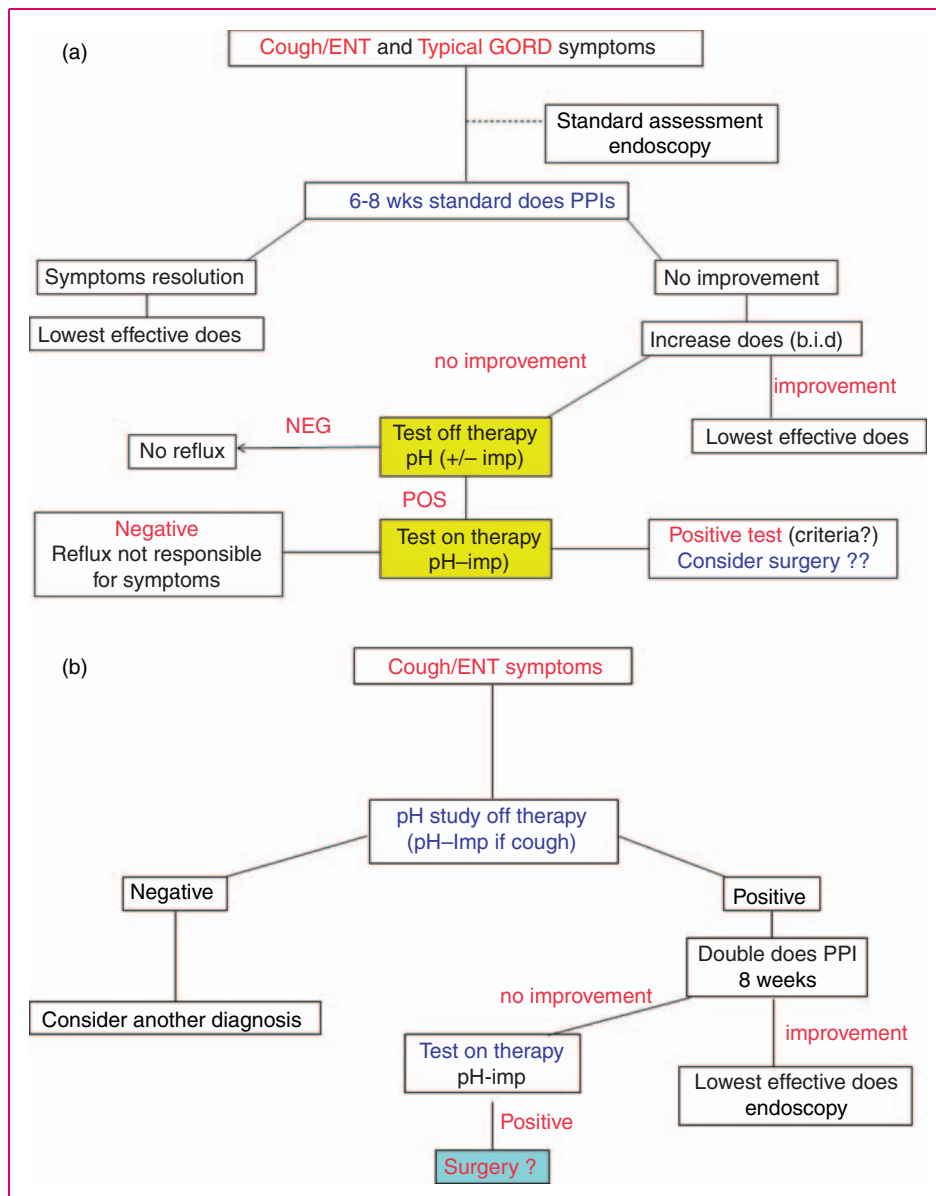 (a)
Cough/ENT and Typical GORD symptoms
Standard assessment
endoscopy
6-8 wks standard does PPIs
Symptoms resolution
No improvement
Lowest effective does
Increase does (b.i.d)
no improvement
improvement
NEG
No reflux
Test off therapy
pH (+/– imp)
Lowest effective does
POS
Negative
Reflux not responsible
for symptoms
Test on therapy
pH–imp)
Positive test (criteria?)
Consider surgery ??
(b)
Cough/ENT symptoms
pH study off therapy
(pH–Imp if cough)
Negative
Positive
Double does PPI
8 weeks
no improvement
Consider another diagnosis
improvement
Test on therapy
pH-imp
Lowest effective does
endoscopy
Positive
Surgery ?